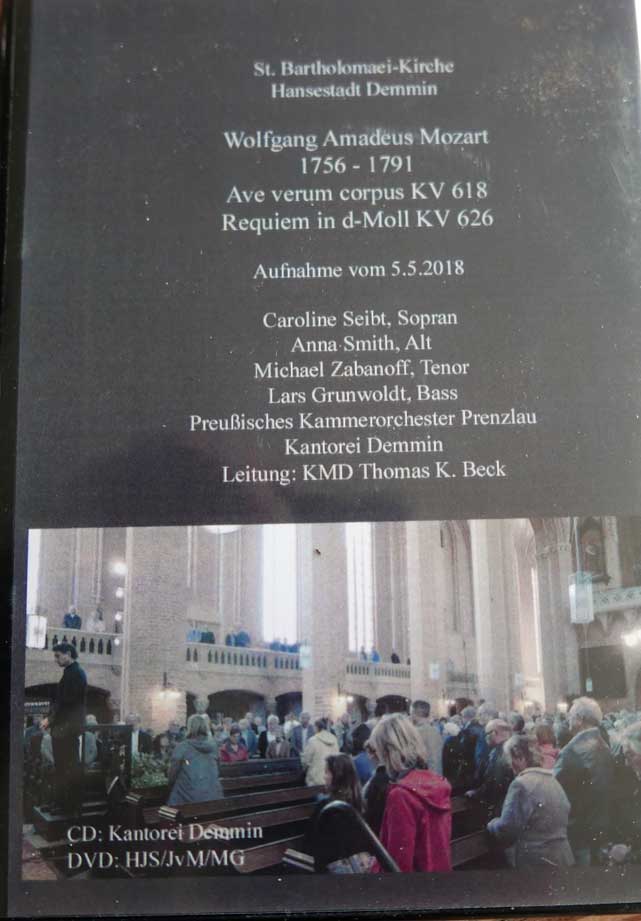 St. Bartholomaei-Kirche
Hansestadt Demmin
Wolfgang Amadeus Mozart
1756 - 1791
Ave verum corpus KV 618
Requiem in d-Moll KV 626
Aufnahme vom 5.5.2018
Caroline Seibt, Sopran
Anna Smith, Alt
Michael Zabanoff, Tenor
Lars Grunwoldt, Bass
Preußisches Kammerorchester Prenzlau
Kantorei Demmin
Leitung: KMD Thomas K. Beck
CD: Kantorei Demmin
DVD: HJS/JvM/MG